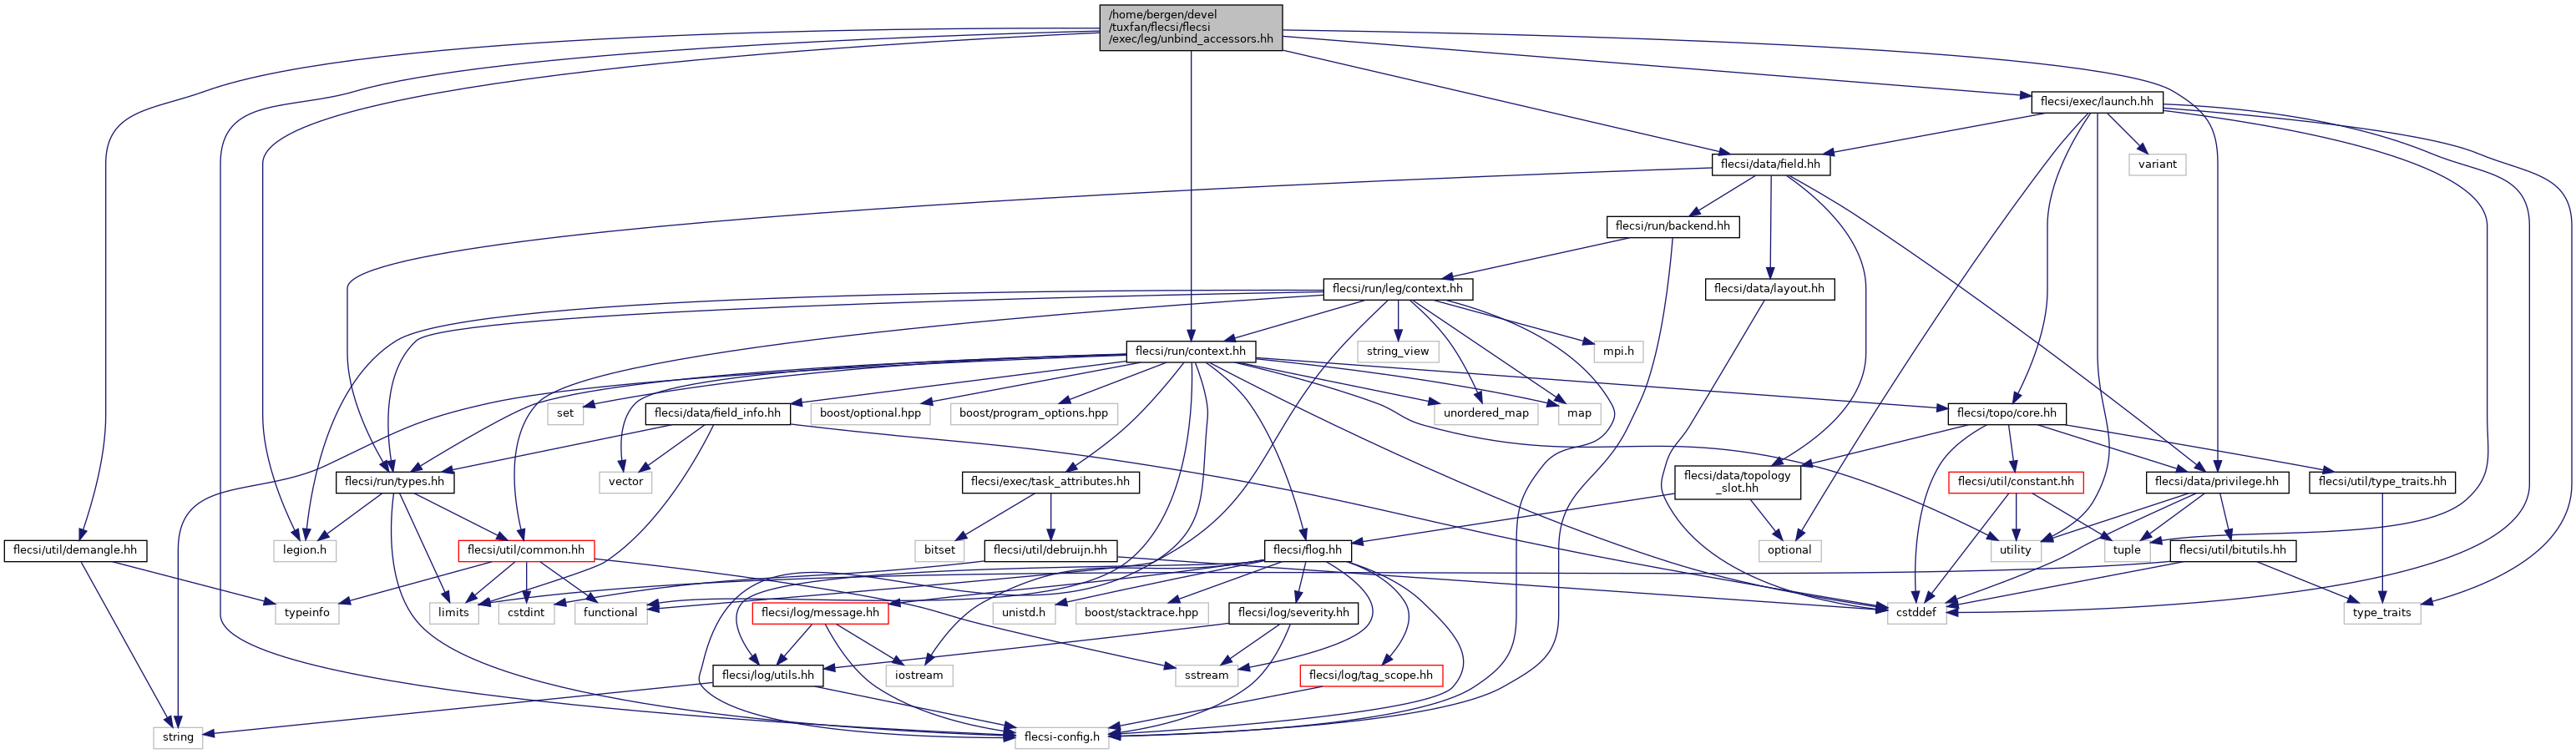 /home/bergen/devel
/tuxfan/flecsi/flecsi
/exec/leg/unbind_accessors.hh
flecsi/exec/launch.hh
flecsi/data/field.hh
variant
flecsi/run/backend.hh
flecsi/run/leg/context.hh
flecsi/data/layout.hh
flecsi/run/context.hh
string_view
mpi.h
set
flecsi/data/field_info.hh
boost/optional.hpp
boost/program_options.hpp
unordered_map
map
flecsi/topo/core.hh
flecsi/run/types.hh
vector
flecsi/exec/task_attributes.hh
flecsi/data/topology
_slot.hh
flecsi/util/constant.hh
flecsi/data/privilege.hh
flecsi/util/type_traits.hh
flecsi/util/demangle.hh
legion.h
flecsi/util/common.hh
bitset
flecsi/util/debruijn.hh
flecsi/flog.hh
optional
utility
tuple
flecsi/util/bitutils.hh
typeinfo
limits
cstdint
functional
flecsi/log/message.hh
unistd.h
boost/stacktrace.hpp
flecsi/log/severity.hh
cstddef
type_traits
flecsi/log/utils.hh
iostream
sstream
flecsi/log/tag_scope.hh
string
flecsi-config.h